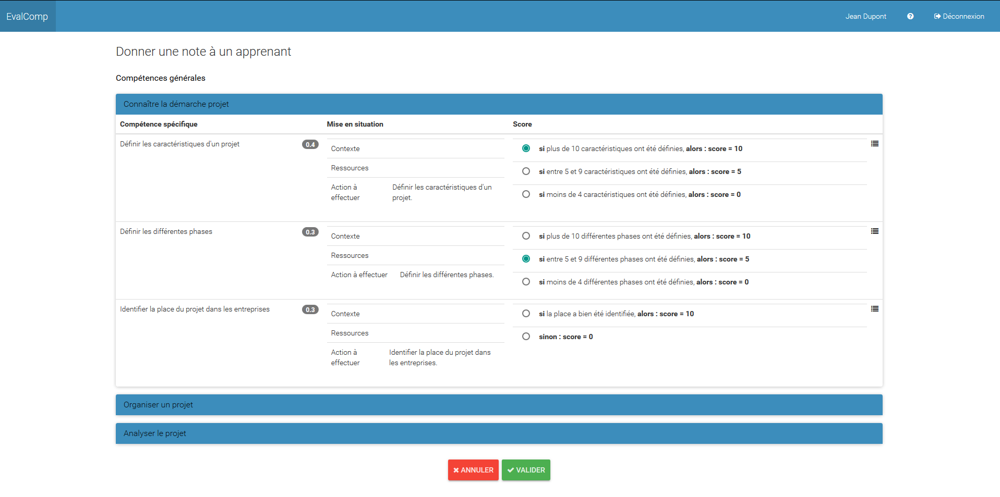 EvalComp
Jean Dupont
Déconnexion
Donner une note à un apprenant
Compétences générales
Connaître la démarche projet
Compétence spécifique
Mise en situation
Score
Définir les caractéristiques d'un projet
0.4
Contexte
Ressources
Action à effectuer
Définir les caractéristiques d'un
projet.
si plus de 10 caractéristiques ont été définies, alors : score = 10
si entre 5 et 9 caractéristiques ont été définies, alors : score = 5
si moins de 4 caractéristiques ont été définies, alors : score = 0
Définir les différentes phases
0.3
Contexte
Ressources
Action à effectuer
Définir les différentes phases.
si plus de 10 différentes phases ont été définies, alors : score = 10
si entre 5 et 9 différentes phases ont été définies, alors : score = 5
si moins de 4 différentes phases ont été définies, alors : score = 0
Identifier la place du projet dans les entreprises
0.3
Contexte
Ressources
Action à
effectuer
Identifier la place du projet dans
les entreprises.
si la place a bien été identifiée, alors : score = 10
sinon : score = 0
Organiser un projet
Analyser le projet
ANNULER
VALIDER